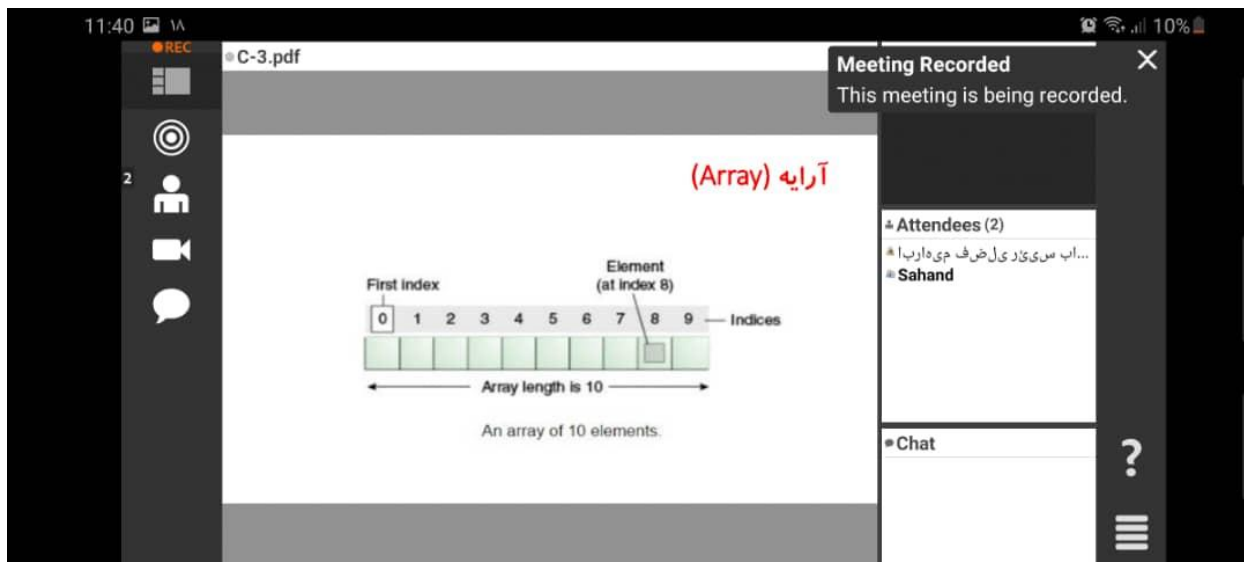 11:40 ١٨ 10%
REC
C-3.pdf
Meeting Recorded
This meeting is being recorded.
2
آرایه (Array)
Element
First index (at index 8)
0 1 2 3 4 5 6 7 8 9 Indices
Array length is 10
An array of 10 elements.
Attendees (2)
Sahand
Chat
?